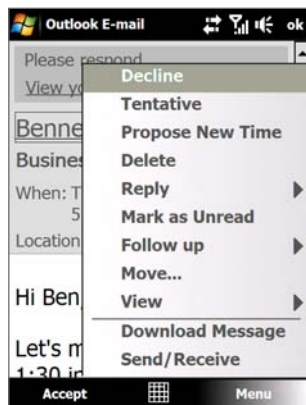 Outlook E-mail ok
Please respond
View yo
Decline
Tentative
Propose New Time
Delete
Reply
Mark as Unread
Follow up
Move...
View
Download Message
Send/Receive
Benne
Busines
When: T
5
Location
Hi Ben
Let's m
1:30 in
Accept Menu